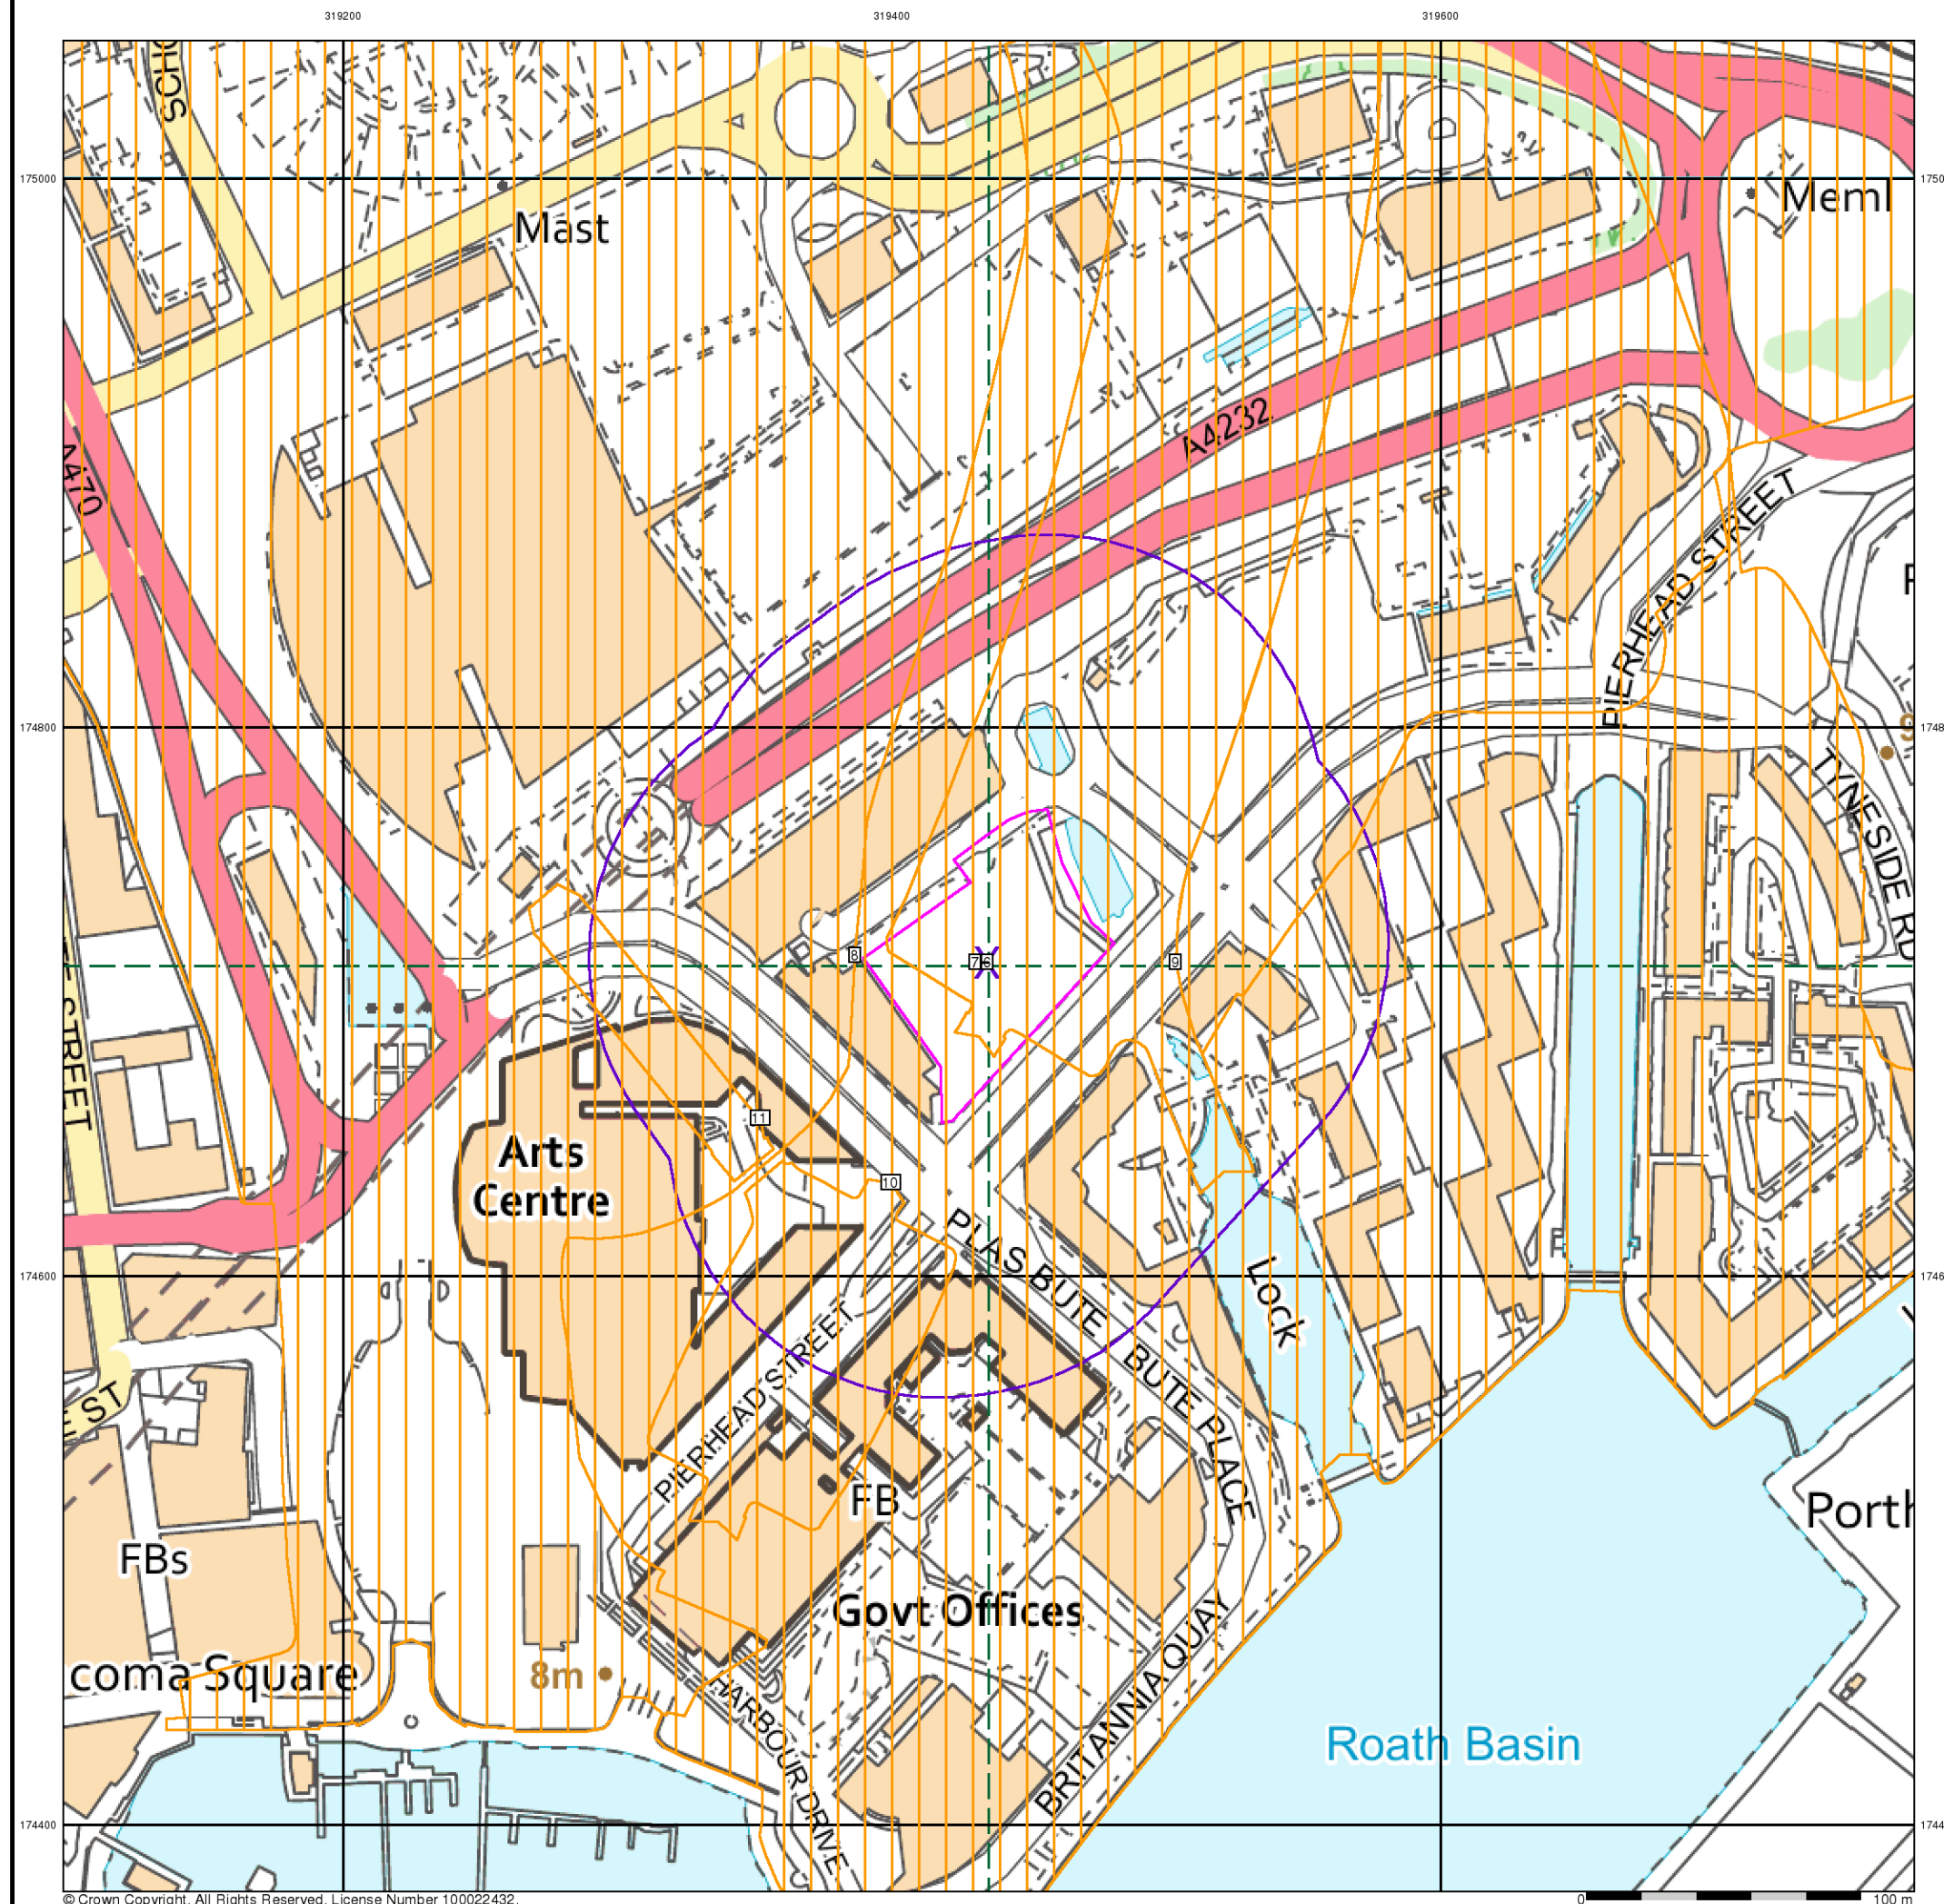 319200
319400
319600
SCHO
175000
Mast
Meml
1750
A4232
A470
PIERHEAD STREET
174800
1748
TYNESIDE RD
8
7
6
9
STREET
11
Arts
Centre
10
PLAS BUTE
174600
1746
Lock
PIERHEAD STREET
BUTE PLACE
E ST
FB
Porth
FBs
Govt Offices
coma Square
8m
HARBOUR DRIVE
BRITANNIA QUAY
Roath Basin
174400
1744
© Crown Copyright. All Rights Reserved. License Number 100022432.
0 100 m